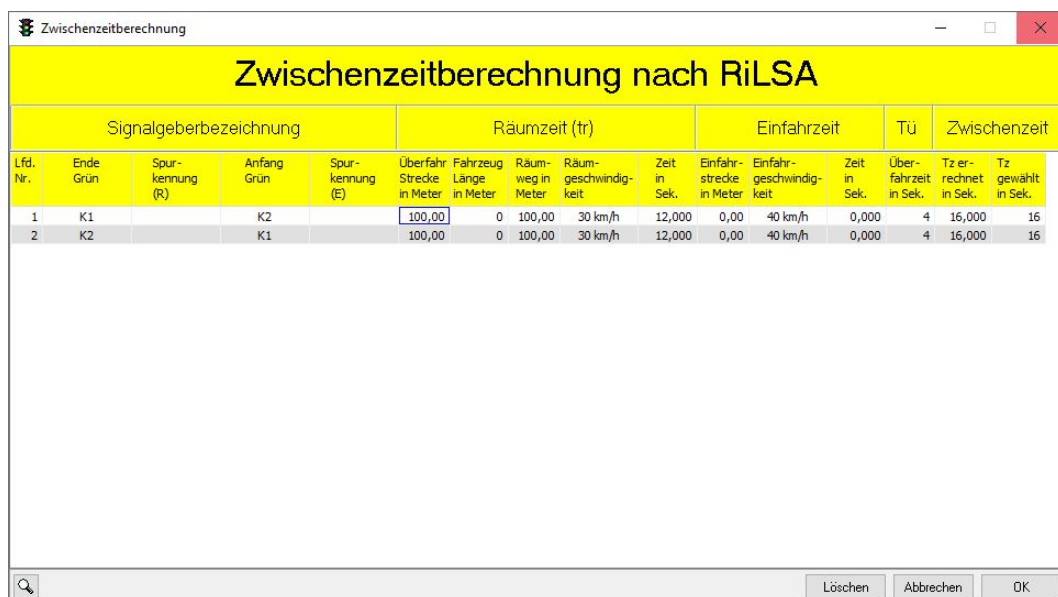 Zwischenzeitberechnung
Zwischenzeitberechnung nach RiLSA
Signalgeberbezeichnung Räumzeit (tr) Einfahrzeit Tü Zwischenzeit
Lfd. Ende Spur- Anfang Spur- Überfahr Fahrzeug Räum- Räum- Zeit Einfahr- Einfahr- Zeit Über- Tz er- Tz
Nr. Grün kennung Grün kennung Strecke Länge weg in geschwindig- in strecke geschwindig- in fahrzeit rechnet gewählt
(R) (E) in Meter in Meter Meter keit Sek. in Meter keit Sek. in Sek. in Sek. in Sek.
1 K1 K2 100,00 0 100,00 30 km/h 12,000 0,00 40 km/h 0,000 4 16,000 16
2 K2 K1 100,00 0 100,00 30 km/h 12,000 0,00 40 km/h 0,000 4 16,000 16
Löschen Abbrechen OK